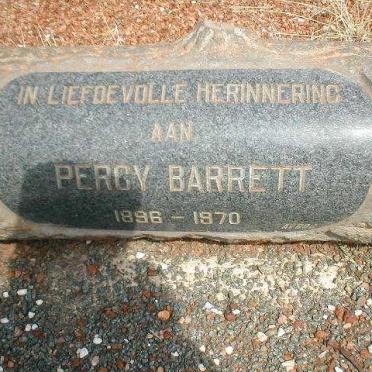 IN LIEFDEVOLLE HERINNERING
AAN
PERCY BARRETT
1896 - 1970